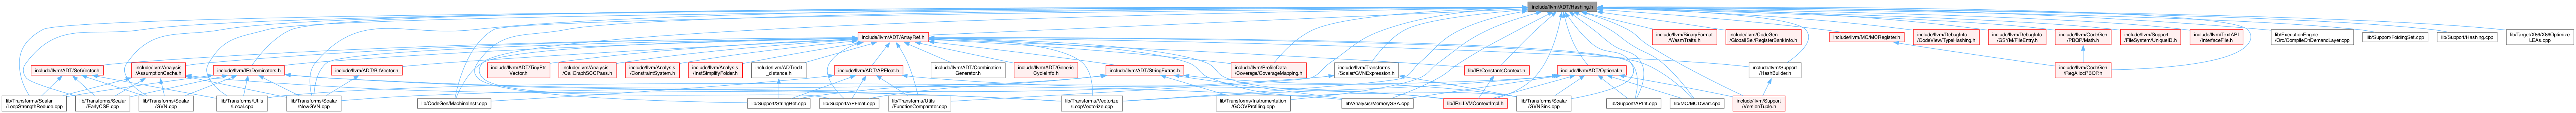 include/llvm/ADT/Hashing.h
include/llvm/ADT/ArrayRef.h
include/llvm/BinaryFormat
/WasmTraits.h
include/llvm/CodeGen
/GlobalISel/RegisterBankInfo.h
include/llvm/MC/MCRegister.h
include/llvm/DebugInfo
/CodeView/TypeHashing.h
include/llvm/DebugInfo
/GSYM/FileEntry.h
include/llvm/CodeGen
/PBQP/Math.h
include/llvm/Support
/FileSystem/UniqueID.h
include/llvm/TextAPI
/InterfaceFile.h
lib/ExecutionEngine
/Orc/CompileOnDemandLayer.cpp
lib/Support/FoldingSet.cpp
lib/Support/Hashing.cpp
lib/Target/X86/X86Optimize
LEAs.cpp
include/llvm/ADT/SetVector.h
include/llvm/Analysis
/AssumptionCache.h
include/llvm/IR/Dominators.h
include/llvm/ADT/BitVector.h
include/llvm/ADT/TinyPtr
Vector.h
include/llvm/Analysis
/CallGraphSCCPass.h
include/llvm/Analysis
/ConstraintSystem.h
include/llvm/Analysis
/InstSimplifyFolder.h
include/llvm/ADT/edit
_distance.h
include/llvm/ADT/APFloat.h
include/llvm/ADT/Combination
Generator.h
include/llvm/ADT/Generic
CycleInfo.h
include/llvm/ADT/StringExtras.h
include/llvm/ProfileData
/Coverage/CoverageMapping.h
include/llvm/Transforms
/Scalar/GVNExpression.h
lib/IR/ConstantsContext.h
include/llvm/ADT/Optional.h
include/llvm/Support
/HashBuilder.h
include/llvm/CodeGen
/RegAllocPBQP.h
lib/Transforms/Scalar
/LoopStrengthReduce.cpp
lib/Transforms/Scalar
/EarlyCSE.cpp
lib/Transforms/Scalar
/GVN.cpp
lib/Transforms/Utils
/Local.cpp
lib/Transforms/Scalar
/NewGVN.cpp
lib/CodeGen/MachineInstr.cpp
lib/Support/StringRef.cpp
lib/Support/APFloat.cpp
lib/Transforms/Utils
/FunctionComparator.cpp
lib/Transforms/Vectorize
/LoopVectorize.cpp
lib/Transforms/Instrumentation
/GCOVProfiling.cpp
lib/Analysis/MemorySSA.cpp
lib/IR/LLVMContextImpl.h
lib/Transforms/Scalar
/GVNSink.cpp
lib/Support/APInt.cpp
lib/MC/MCDwarf.cpp
include/llvm/Support
/VersionTuple.h